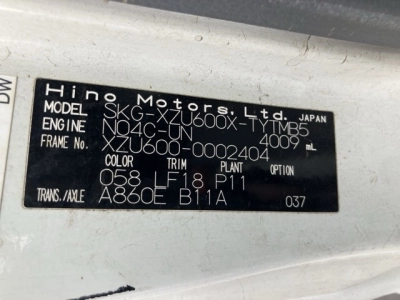 DW
Hino Motors, Ltd. JAPAN
MODEL SKG-XZU600X-TYTMB5
ENGINE N04C-UN 4009 mL
FRAME No. XZU600-0002404
COLOR TRIM PLANT
058 LF18 P11
TRANS./AXLE A860E B11A 037